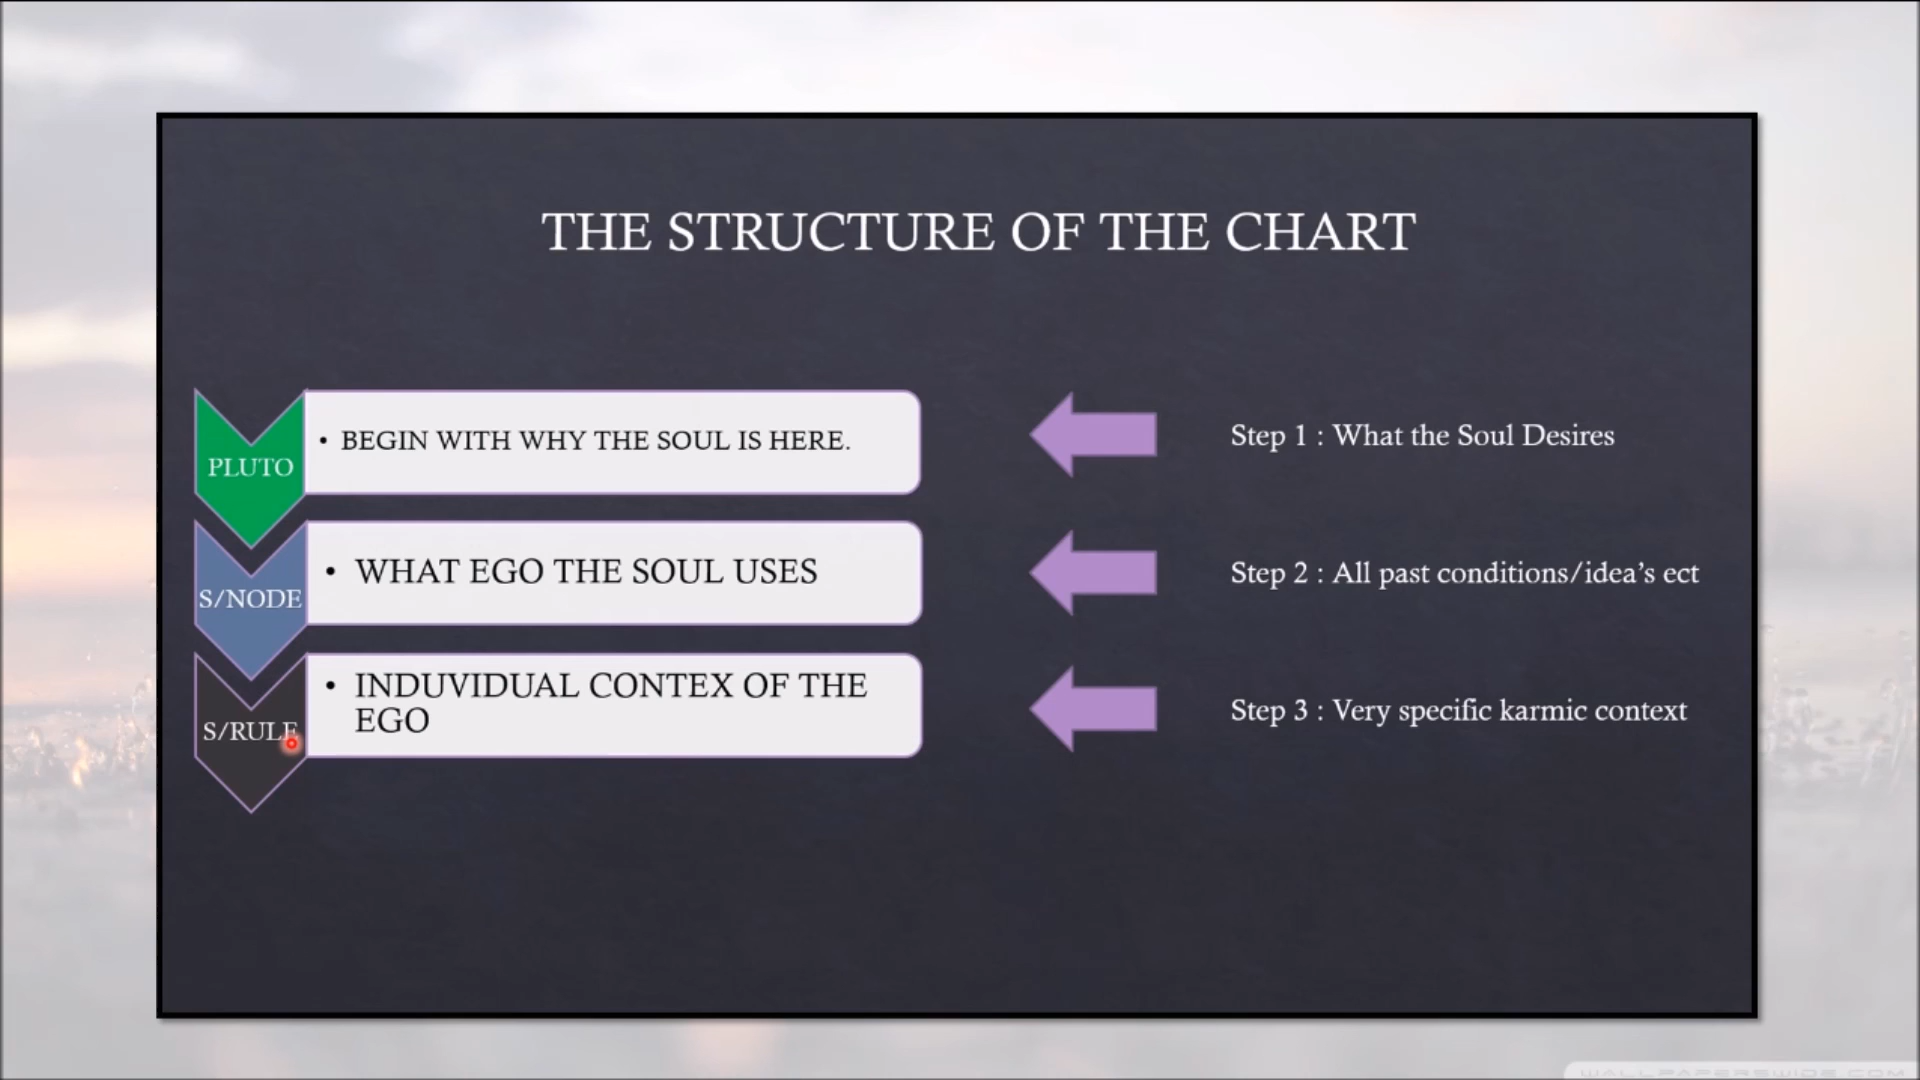 THE STRUCTURE OF THE CHART
PLUTO
• BEGIN WITH WHY THE SOUL IS HERE.
Step 1 : What the Soul Desires
S/NODE
• WHAT EGO THE SOUL USES
Step 2 : All past conditions/idea’s ect
S/RULE
• INDUVIDUAL CONTEX OF THE
EGO
Step 3 : Very specific karmic context
WALLPAPERSWIDE.COM